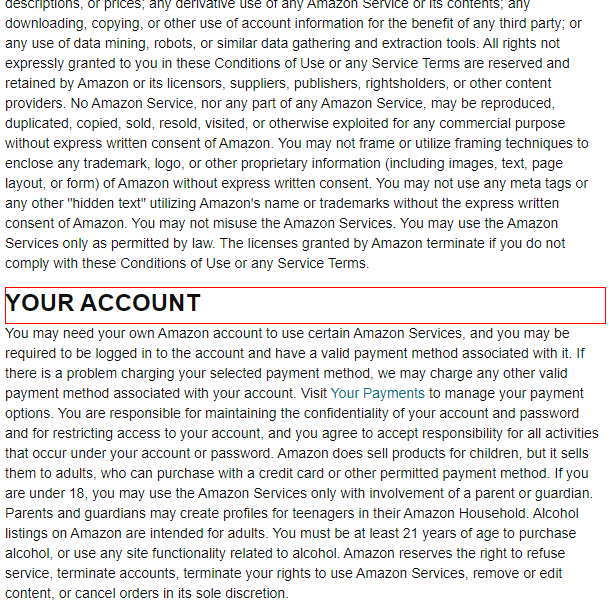 descriptions, or prices; any derivative use of any Amazon Service or its contents; any
downloading, copying, or other use of account information for the benefit of any third party; or
any use of data mining, robots, or similar data gathering and extraction tools. All rights not
expressly granted to you in these Conditions of Use or any Service Terms are reserved and
retained by Amazon or its licensors, suppliers, publishers, rightsholders, or other content
providers. No Amazon Service, nor any part of any Amazon Service, may be reproduced,
duplicated, copied, sold, resold, visited, or otherwise exploited for any commercial purpose
without express written consent of Amazon. You may not frame or utilize framing techniques to
enclose any trademark, logo, or other proprietary information (including images, text, page
layout, or form) of Amazon without express written consent. You may not use any meta tags or
any other "hidden text" utilizing Amazon's name or trademarks without the express written
consent of Amazon. You may not misuse the Amazon Services. You may use the Amazon
Services only as permitted by law. The licenses granted by Amazon terminate if you do not
comply with these Conditions of Use or any Service Terms.
YOUR ACCOUNT
You may need your own Amazon account to use certain Amazon Services, and you may be
required to be logged in to the account and have a valid payment method associated with it. If
there is a problem charging your selected payment method, we may charge any other valid
payment method associated with your account. Visit Your Payments to manage your payment
options. You are responsible for maintaining the confidentiality of your account and password
and for restricting access to your account, and you agree to accept responsibility for all activities
that occur under your account or password. Amazon does sell products for children, but it sells
them to adults, who can purchase with a credit card or other permitted payment method. If you
are under 18, you may use the Amazon Services only with involvement of a parent or guardian.
Parents and guardians may create profiles for teenagers in their Amazon Household. Alcohol
listings on Amazon are intended for adults. You must be at least 21 years of age to purchase
alcohol, or use any site functionality related to alcohol. Amazon reserves the right to refuse
service, terminate accounts, terminate your rights to use Amazon Services, remove or edit
content, or cancel orders in its sole discretion.